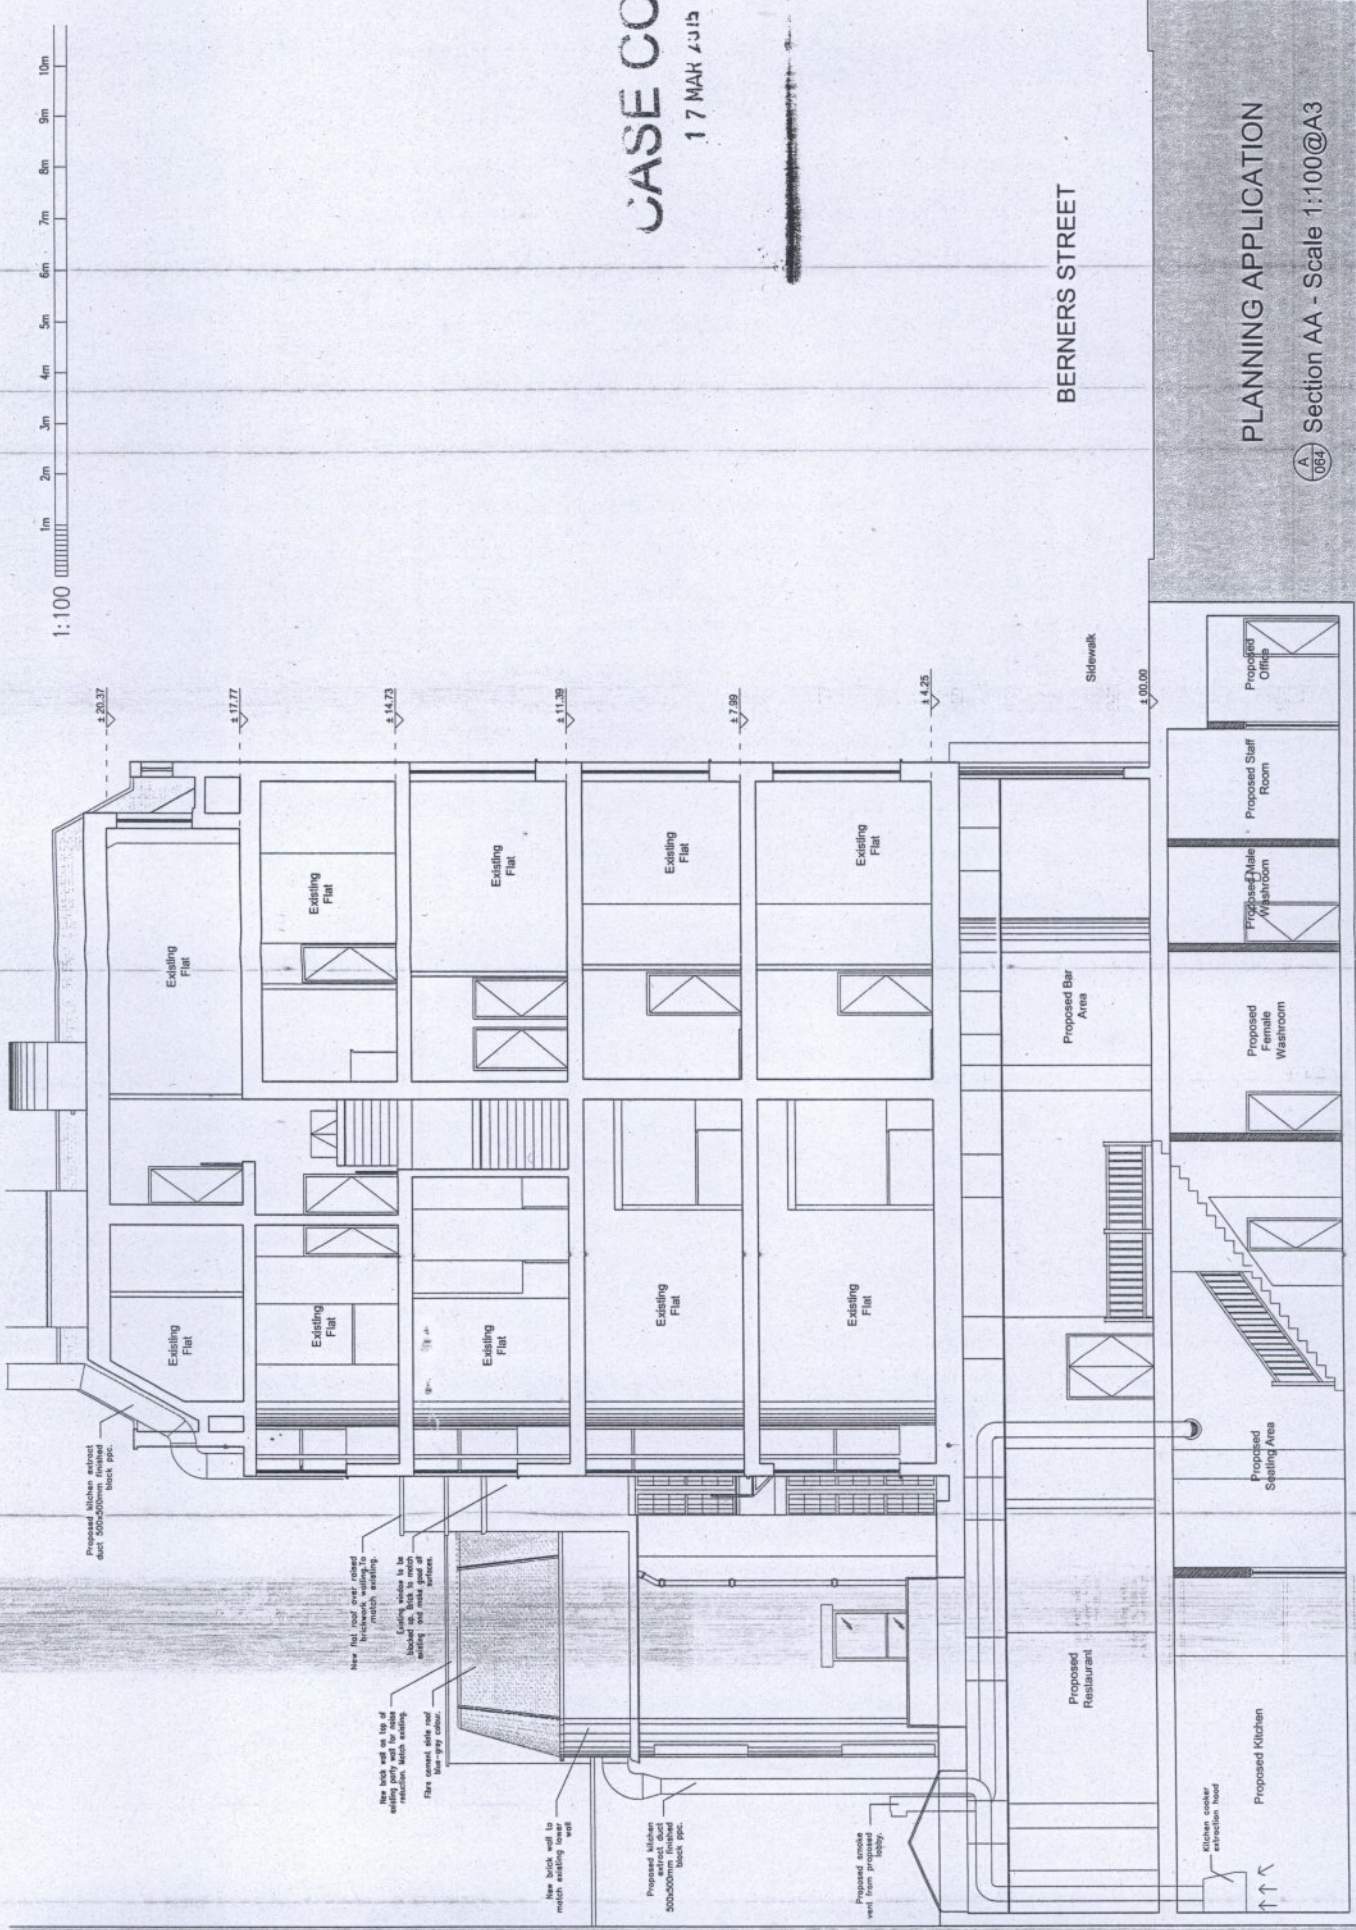 1:100
1m
2m
3m
4m
5m
6m
7m
8m
9m
10m
CASE CO
17 MAR 2015
± 20.37
± 17.77
± 14.73
± 11.39
± 7.99
± 4.25
± 00.00
Proposed kitchen extract
duct 500x500mm finished
black ppc.
New flat roof over raised
brickwork walling. To
match existing.
Existing window to be
blocked up. Brick to match
existing and make good all
surfaces.
New brick wall on top of
existing party wall for noise
reduction. Match existing.
Fibre cement slate roof
blue-grey colour.
New brick wall to
match existing lower
wall
Proposed kitchen
extract duct
500x500mm finished
black ppc.
Proposed smoke
vent from proposed
lobby.
Kitchen cooker
extraction hood
Existing
Flat
Existing
Flat
Existing
Flat
Existing
Flat
Existing
Flat
Existing
Flat
Existing
Flat
Existing
Flat
Existing
Flat
Existing
Flat
Proposed
Restaurant
Proposed Bar
Area
Sidewalk
BERNERS STREET
Proposed Kitchen
Proposed
Seating Area
Proposed
Female
Washroom
Proposed Male
Washroom
Proposed Staff
Room
Proposed
Office
PLANNING APPLICATION
A
064
Section AA - Scale 1:100@A3